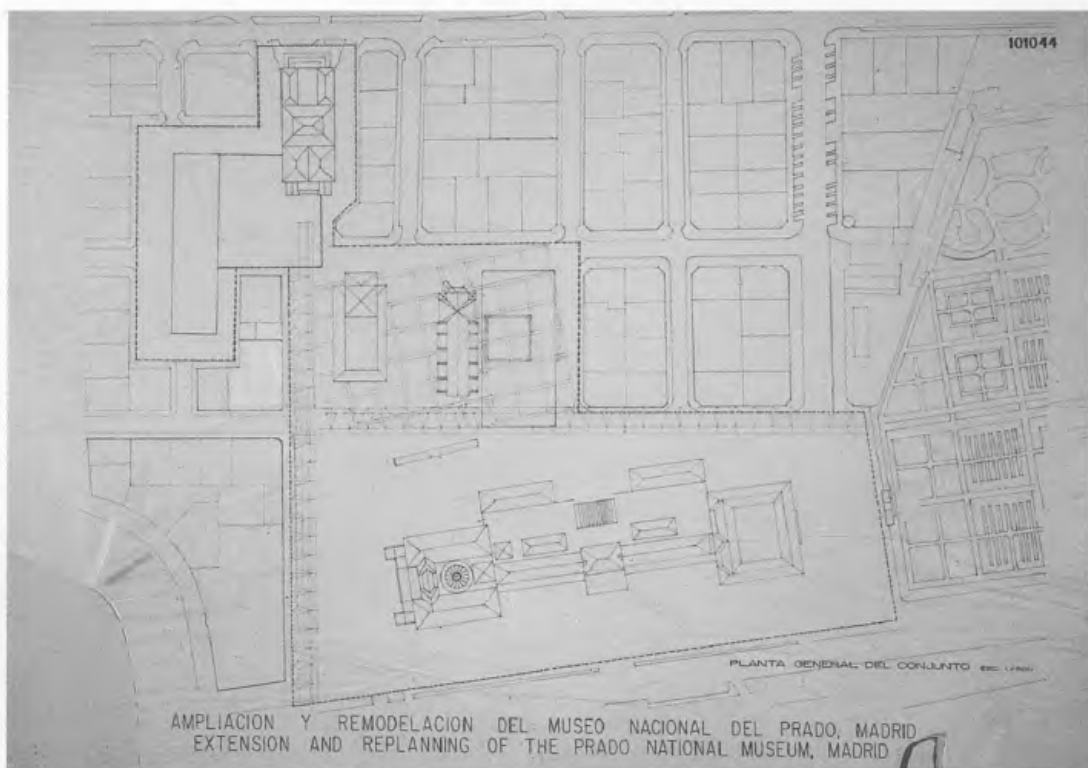 101044
PLANTA GENERAL DEL CONJUNTO
AMPLIACION Y REMODELACION DEL MUSEO NACIONAL DEL PRADO, MADRID
EXTENSION AND REPLANNING OF THE PRADO NATIONAL MUSEUM, MADRID